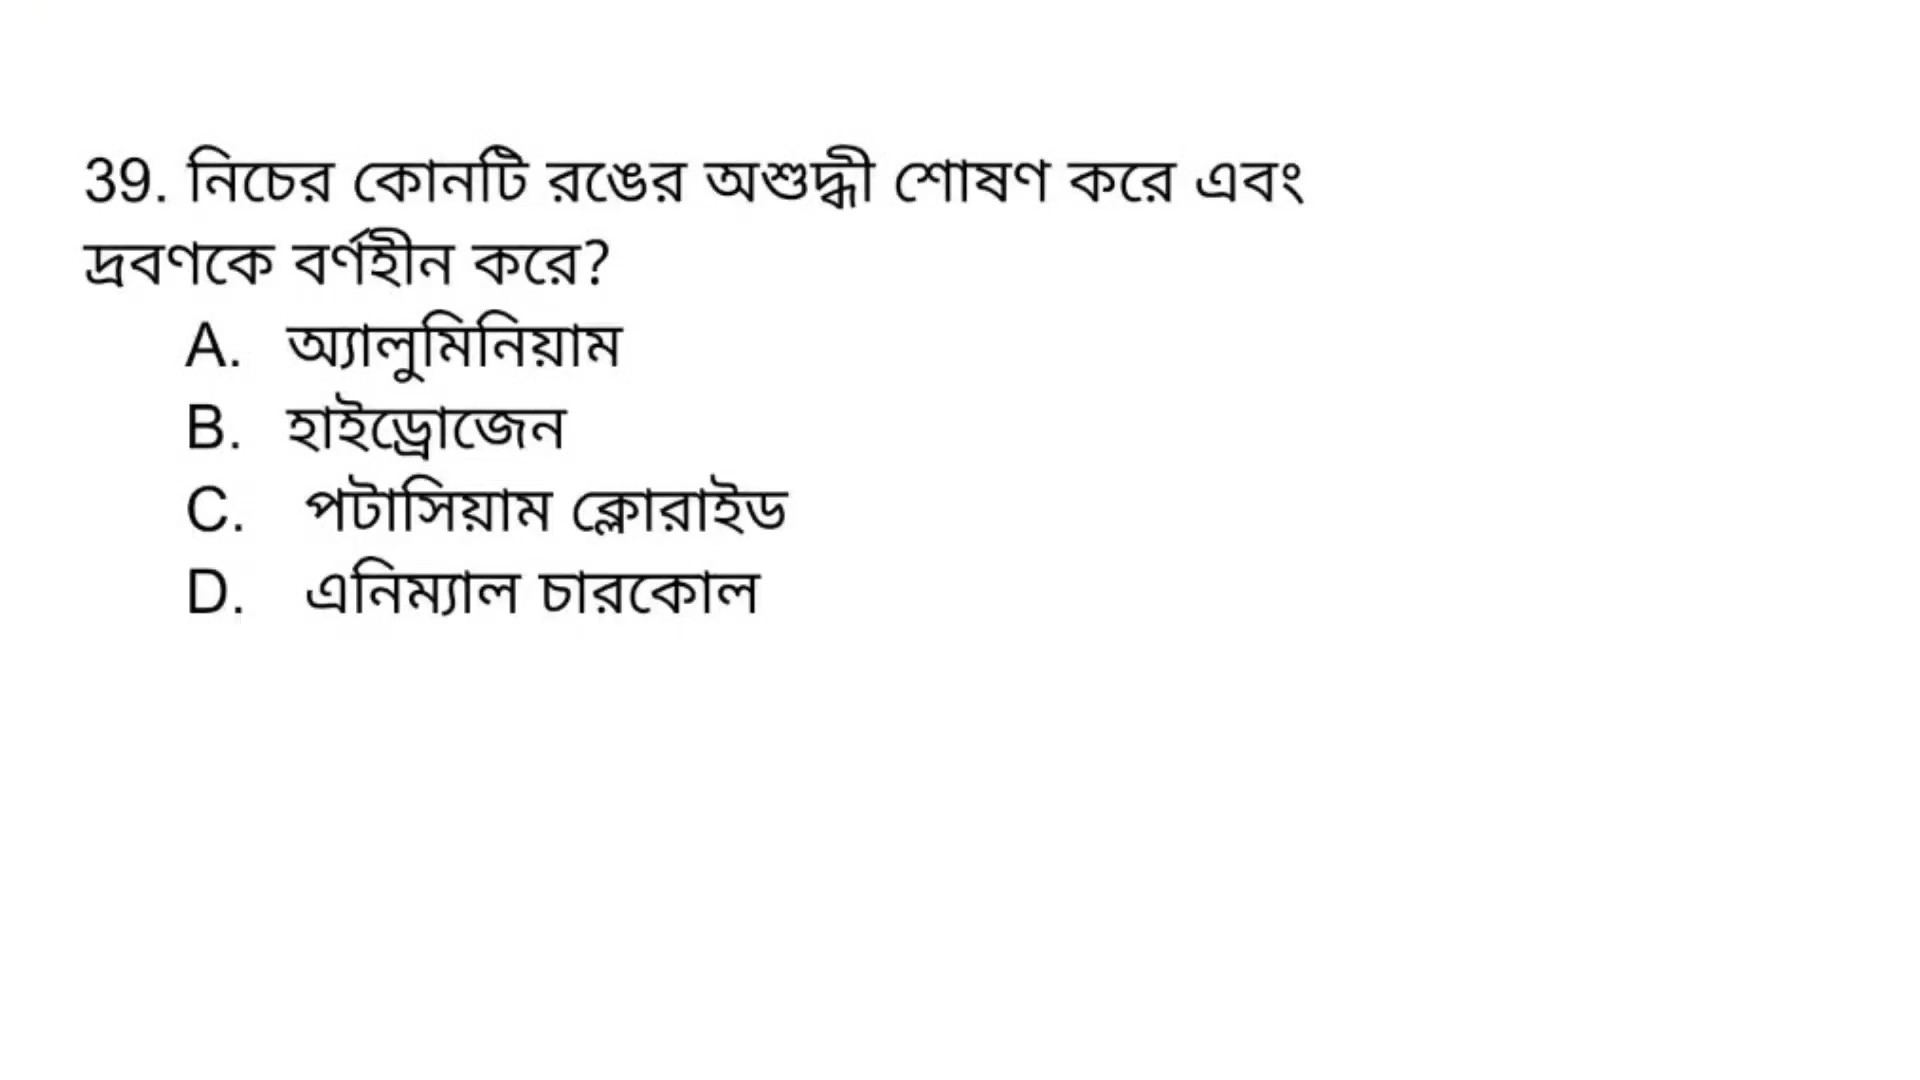 39. নিচের কোনটি রঙের অশুদ্ধী শোষণ করে এবং
দ্রবণকে বর্ণহীন করে?
A. অ্যালুমিনিয়াম
B. হাইড্রোজেন
C. পটাসিয়াম ক্লোরাইড
D. এনিম্যাল চারকোল